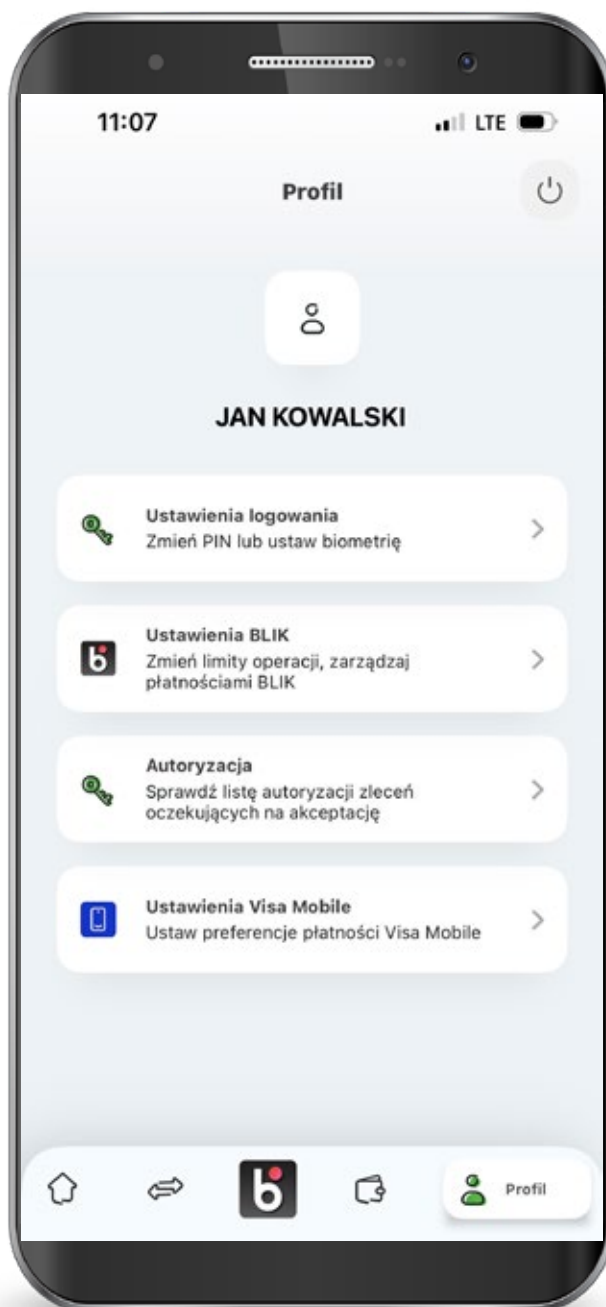 11:07
LTE
Profil
JAN KOWALSKI
Ustawienia logowania
Zmień PIN lub ustaw biometrię
Ustawienia BLIK
Zmień limity operacji, zarządzaj
płatnościami BLIK
Autoryzacja
Sprawdź listę autoryzacji zleceń
oczekujących na akceptację
Ustawienia Visa Mobile
Ustaw preferencje płatności Visa Mobile
Profil